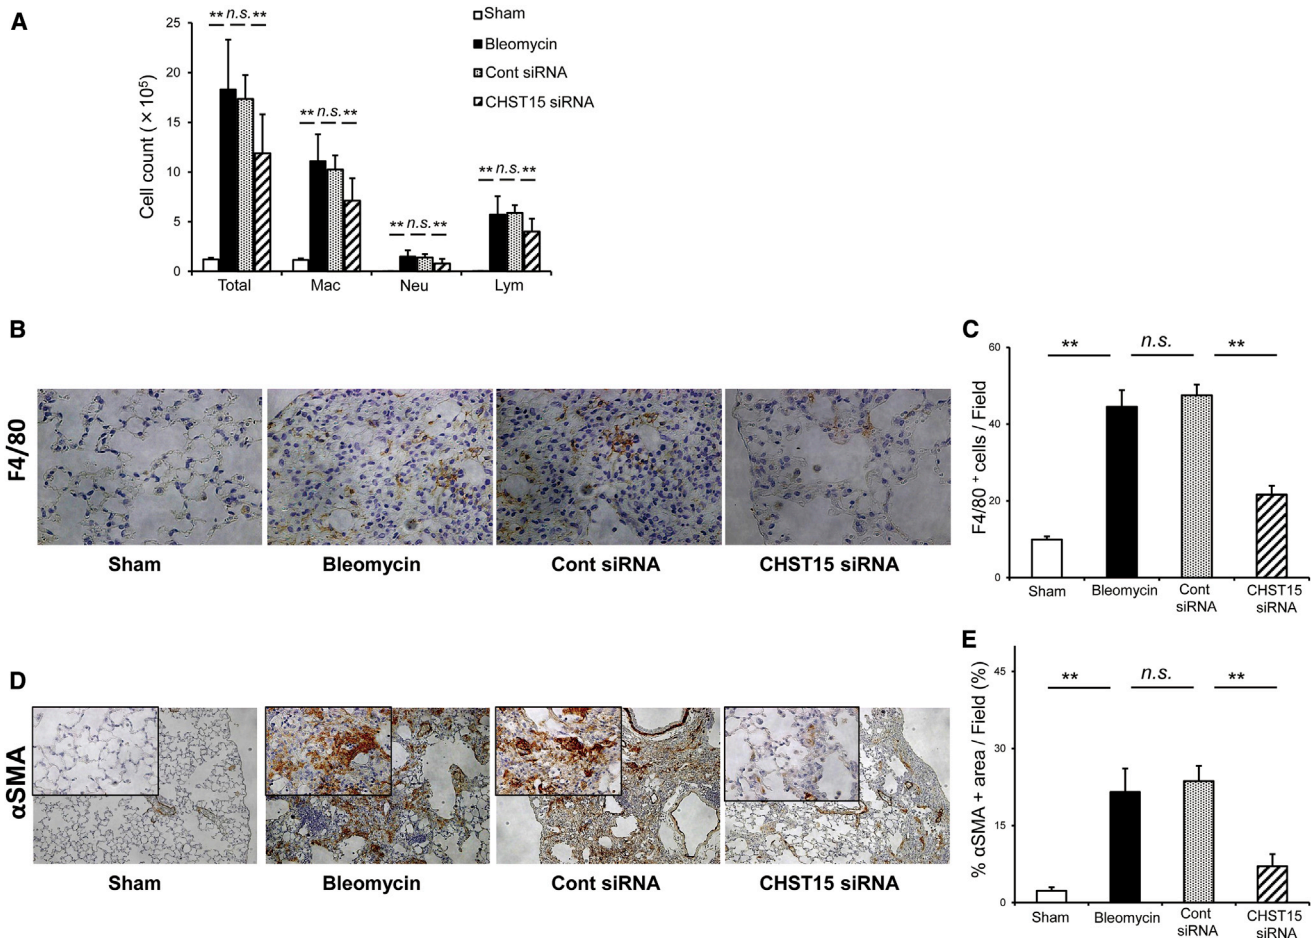 A
25
20
15
10
5
0
Cell count (×10⁵)
** n.s. **
** n.s. **
** n.s. **
** n.s. **
Total Mac Neu Lym
Sham
Bleomycin
Cont siRNA
CHST15 siRNA
B
F4/80
Sham Bleomycin Cont siRNA CHST15 siRNA
C
60
40
20
0
F4/80 ⁺ cells / Field
** n.s. **
Sham Bleomycin Cont siRNA CHST15 siRNA
D
αSMA
Sham Bleomycin Cont siRNA CHST15 siRNA
E
45
30
15
0
% αSMA + area / Field (%)
** n.s. **
Sham Bleomycin Cont siRNA CHST15 siRNA